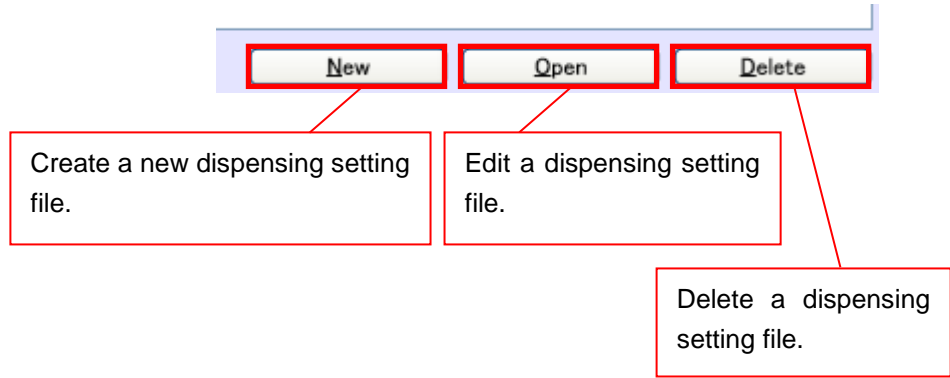 New Open Delete
Create a new dispensing setting
file.
Edit a dispensing setting
file.
Delete a dispensing
setting file.